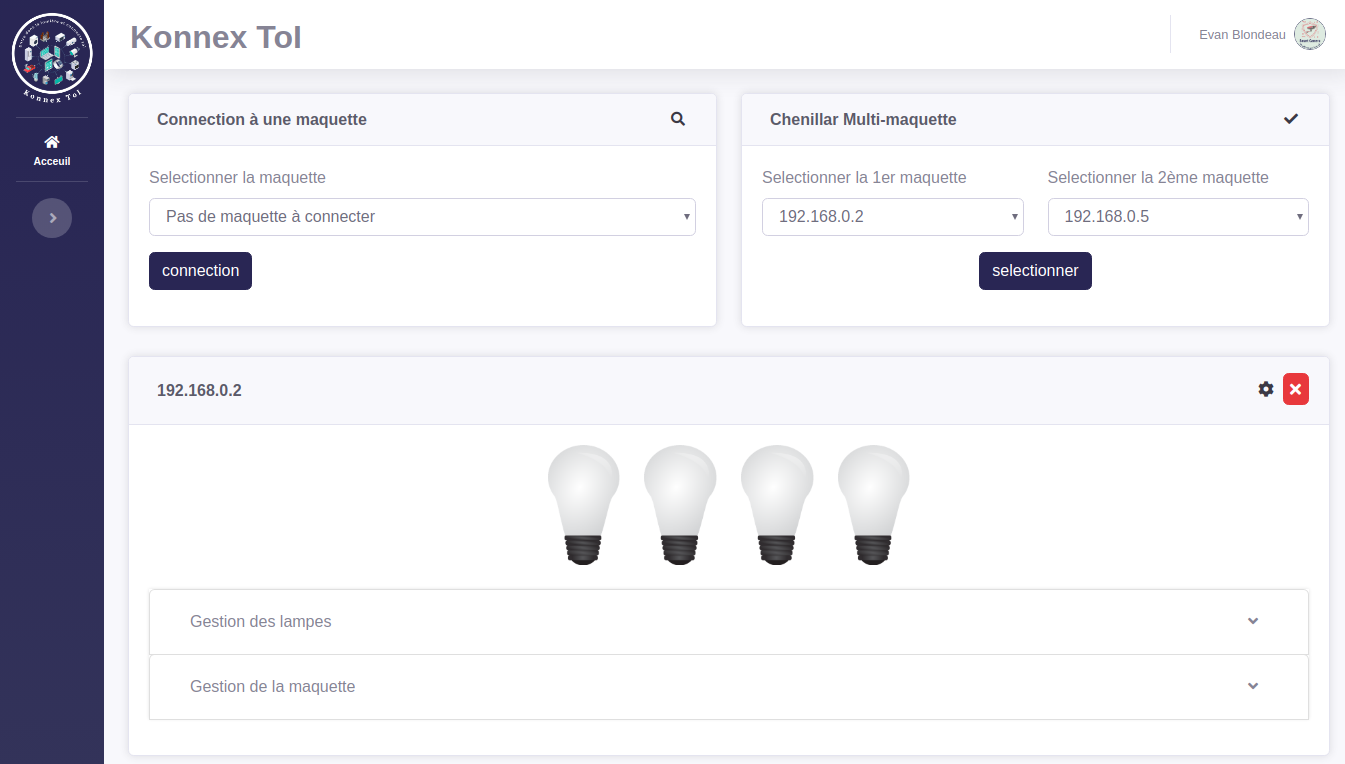 Konnex Tol
Konnex ToI
Evan Blondeau
Acceuil
Connection à une maquette
Chenillar Multi-maquette
Selectionner la maquette
Selectionner la 1er maquette
Selectionner la 2ème maquette
Pas de maquette à connecter
192.168.0.2
192.168.0.5
connection
selectionner
192.168.0.2
Gestion des lampes
Gestion de la maquette